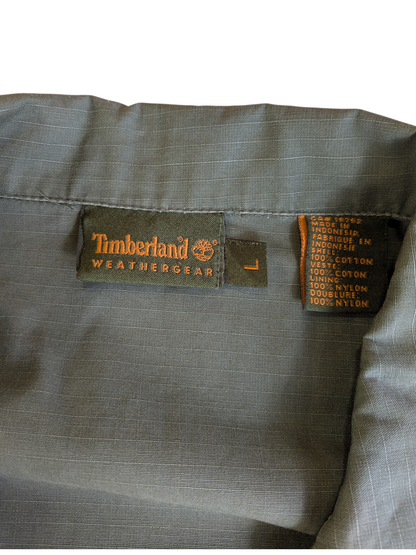 Timberland
WEATHERGEAR
L
MADE IN
INDONESIA
FABRIQUE EN
INDONESIE
SHELL:
100% COTTON
VESTE:
100% COTTON
LINING:
100% NYLON
DOUBLURE:
100% NYLON